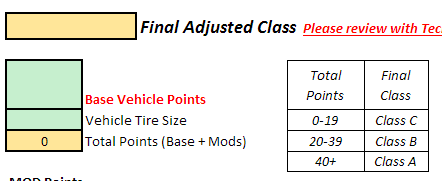 Final Adjusted Class Please review with Tec
Base Vehicle Points
Vehicle Tire Size
0 Total Points (Base + Mods)
Total Points Final Class
0-19 Class C
20-39 Class B
40+ Class A
MOD Points